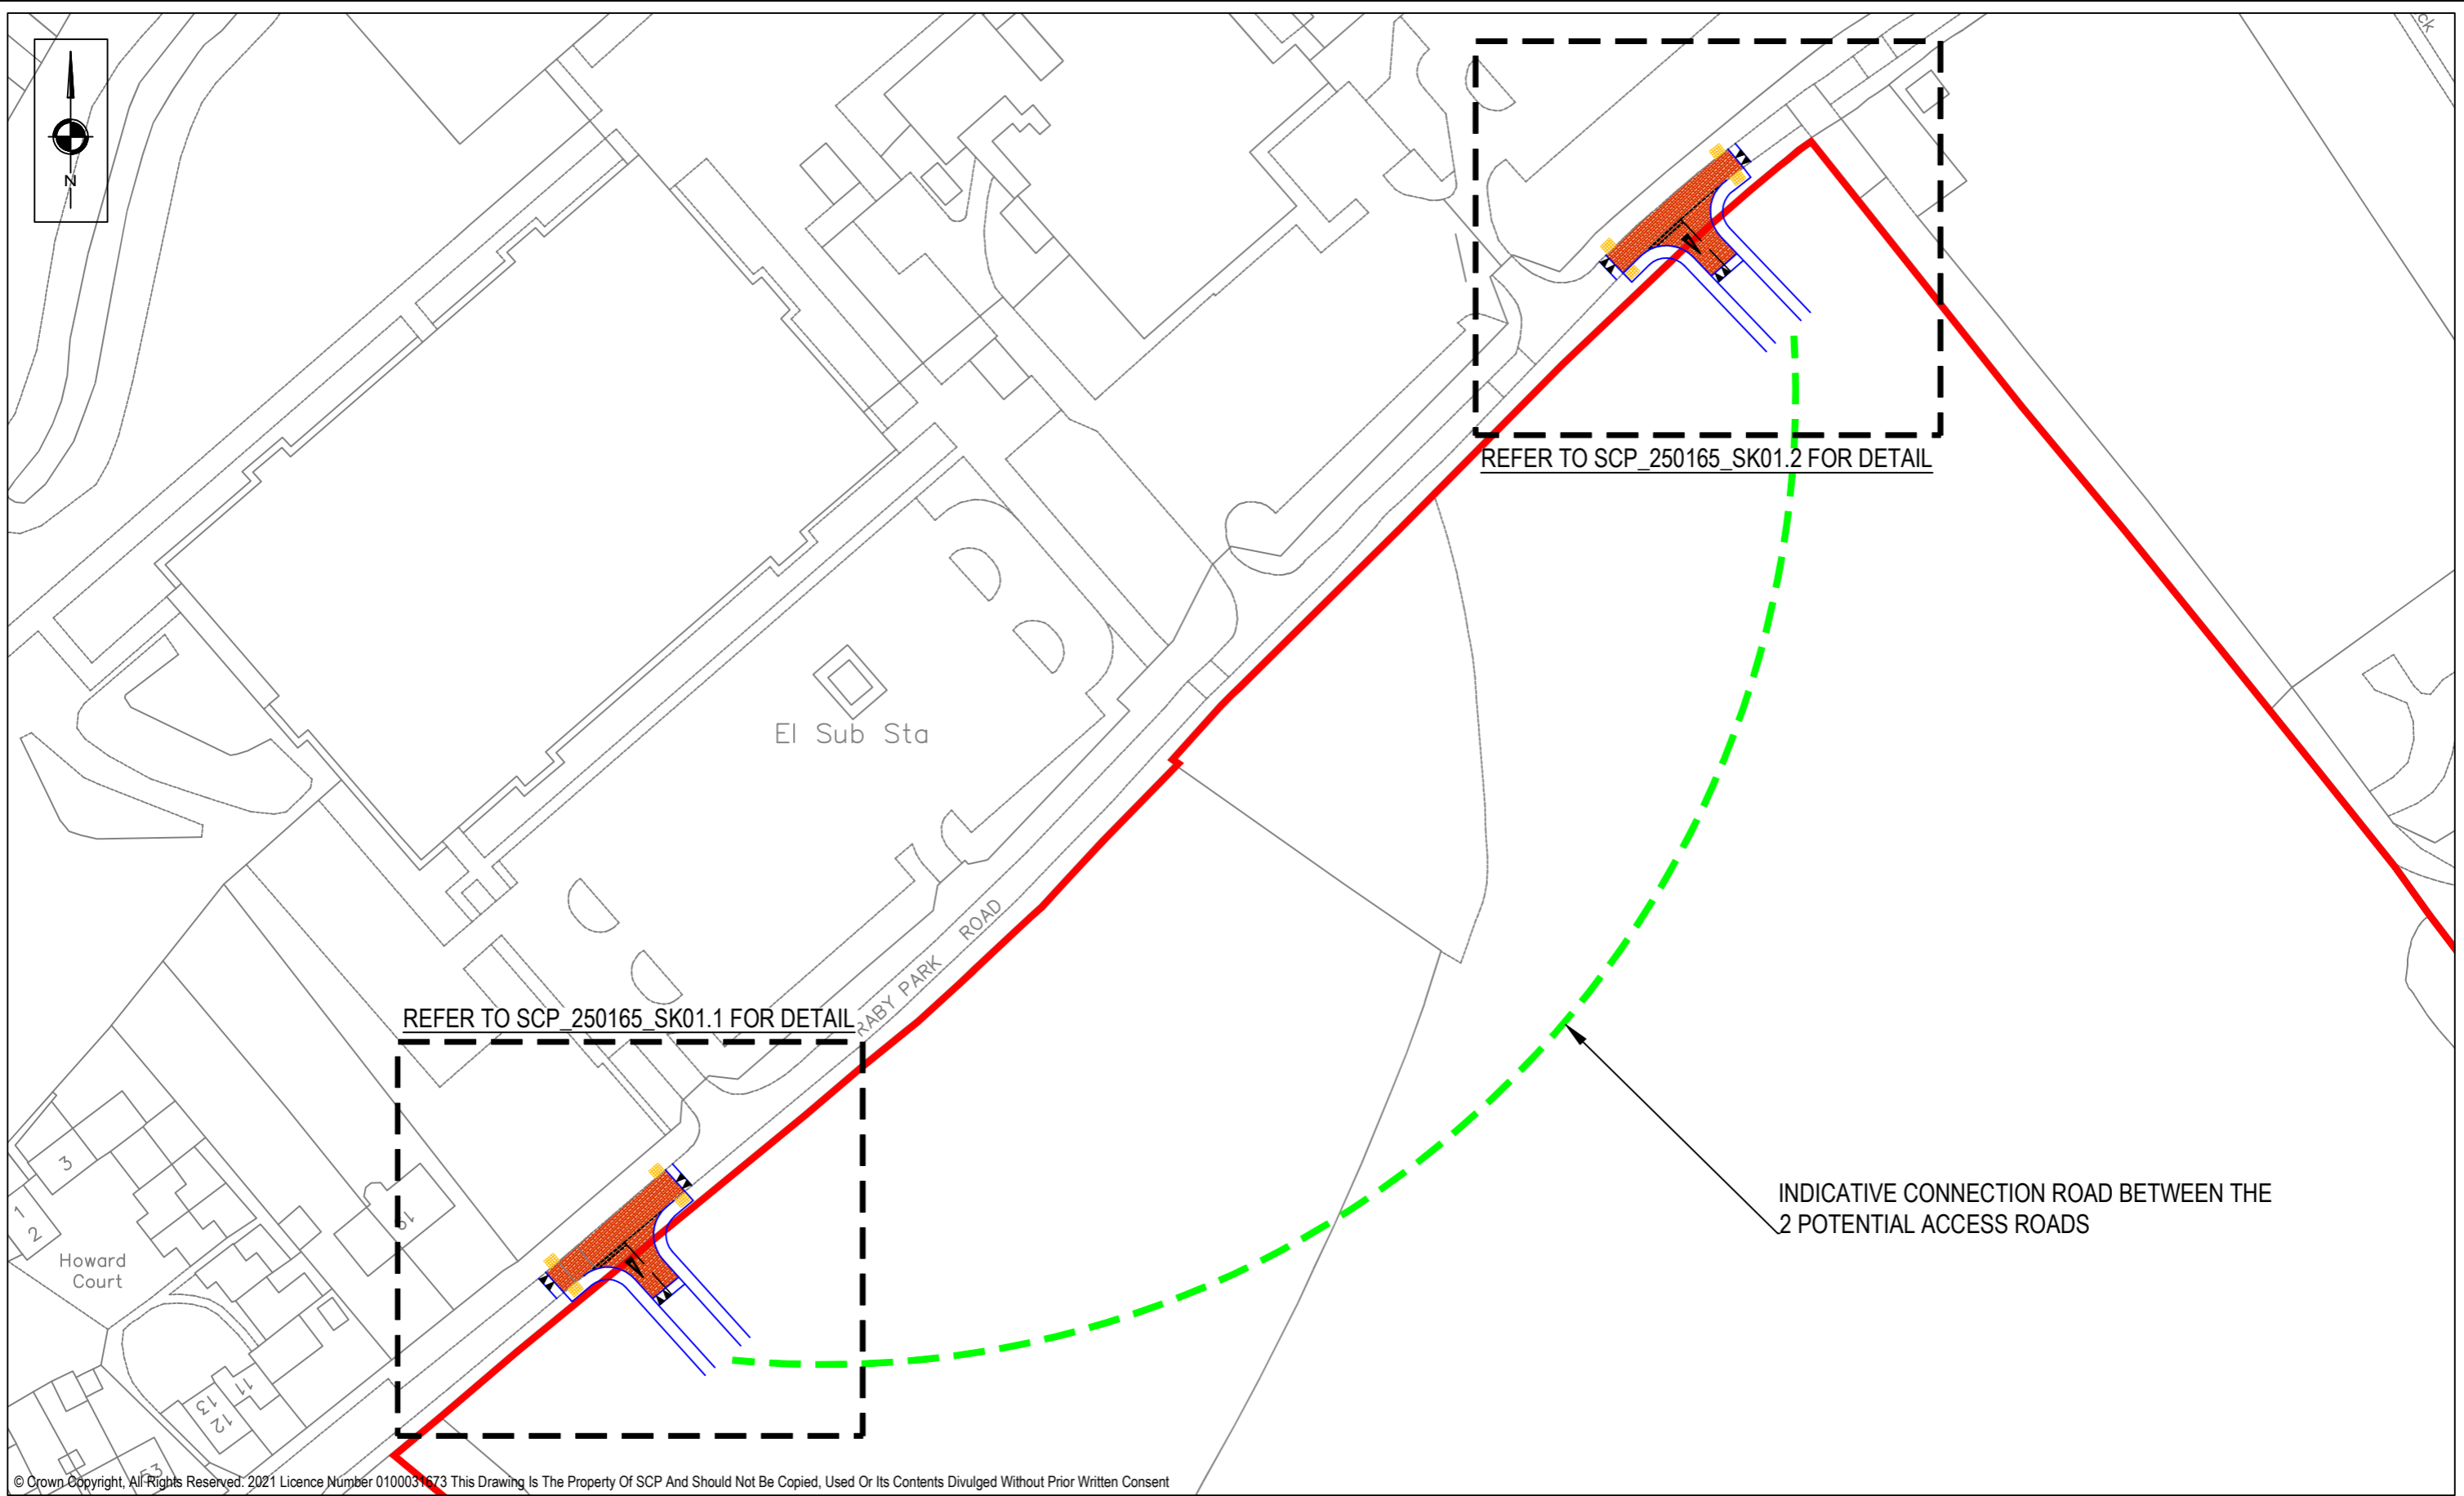 N
REFER TO SCP_250165_SK01.2 FOR DETAIL
El Sub Sta
RABY PARK ROAD
REFER TO SCP_250165_SK01.1 FOR DETAIL
3
1
2
19
Howard
Court
INDICATIVE CONNECTION ROAD BETWEEN THE
2 POTENTIAL ACCESS ROADS
11
12
13
53
© Crown Copyright, All Rights Reserved. 2021 Licence Number 0100031673 This Drawing Is The Property Of SCP And Should Not Be Copied, Used Or Its Contents Divulged Without Prior Written Consent